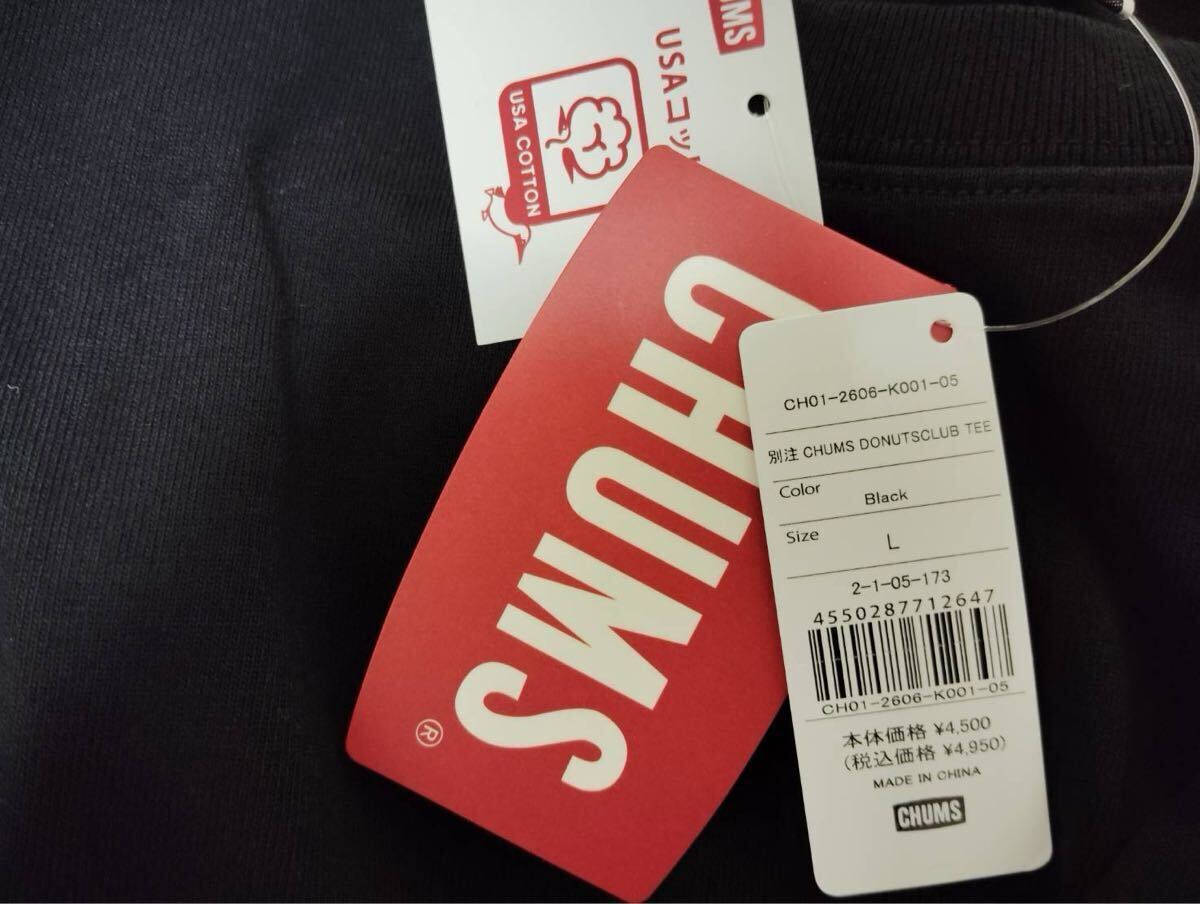 UMS
USAコッ
USA COTTON
CHUMS
®
CH01-2606-K001-05
別注 CHUMS DONUTSCLUB TEE
Color Black
Size L
2-1-05-173
4550287712647
CH01-2606-K001-05
本体価格 ¥4,500
(税込価格 ¥4,950)
MADE IN CHINA
CHUMS